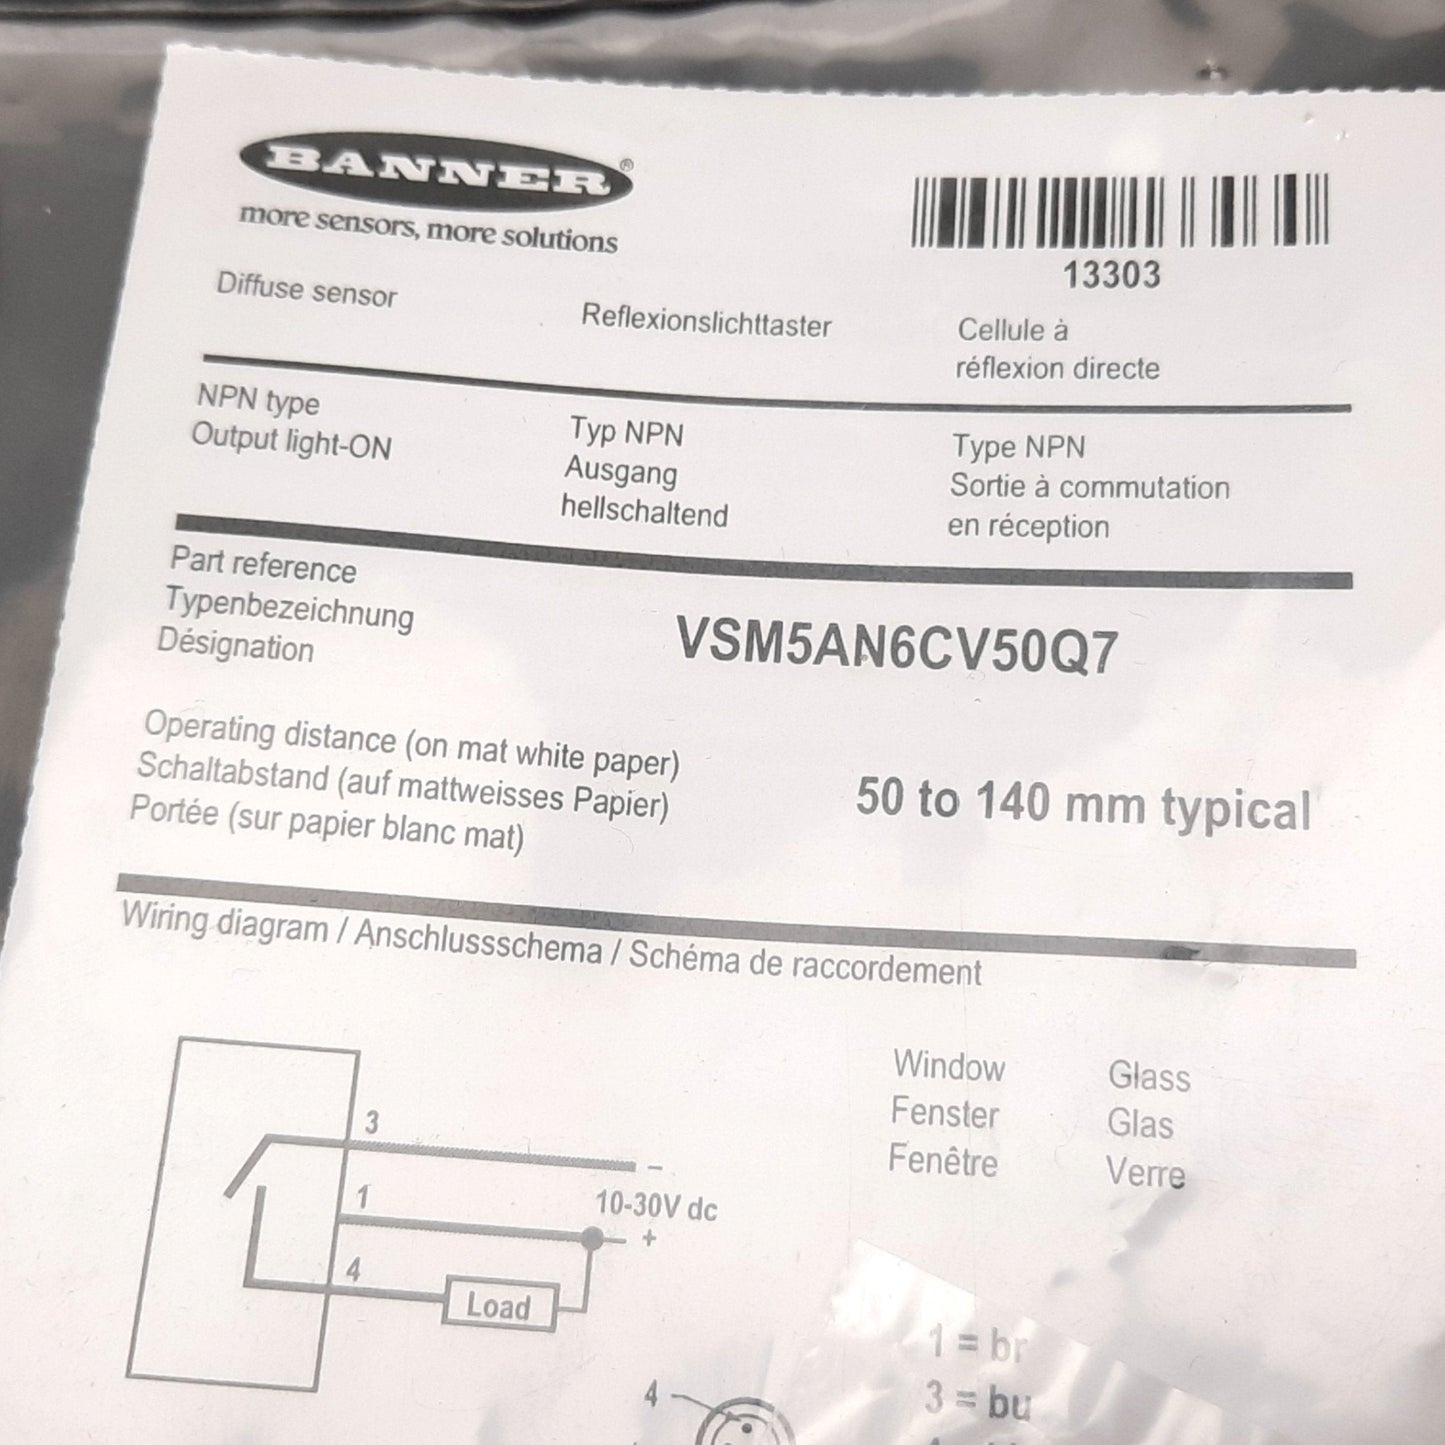 BANNER®
more sensors, more solutions
13303
Diffuse sensor
Reflexionslichttaster
Cellule à
réflexion directe
NPN type
Output light-ON
Typ NPN
Ausgang
hellschaltend
Type NPN
Sortie à commutation
en réception
Part reference
Typenbezeichnung
Désignation
VSM5AN6CV50Q7
Operating distance (on mat white paper)
Schaltabstand (auf mattweisses Papier)
Portée (sur papier blanc mat)
50 to 140 mm typical
Wiring diagram / Anschlussschema / Schéma de raccordement
3
–
1
10-30V dc
+
4
Load
Window Glass
Fenster Glas
Fenêtre Verre
1 = br
3 = bu
4